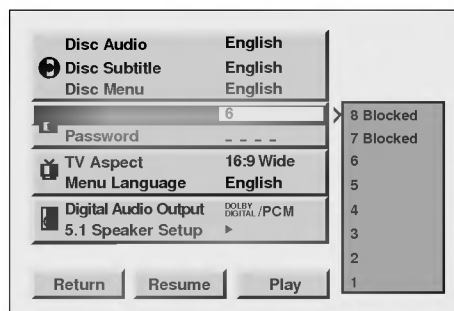 Disc Audio English
Disc Subtitle English
Disc Menu English
6
Password _ _ _ _
TV Aspect 16:9 Wide
Menu Language English
Digital Audio Output DOLBY DIGITAL /PCM
5.1 Speaker Setup
Return Resume Play
8 Blocked
7 Blocked
6
5
4
3
2
1